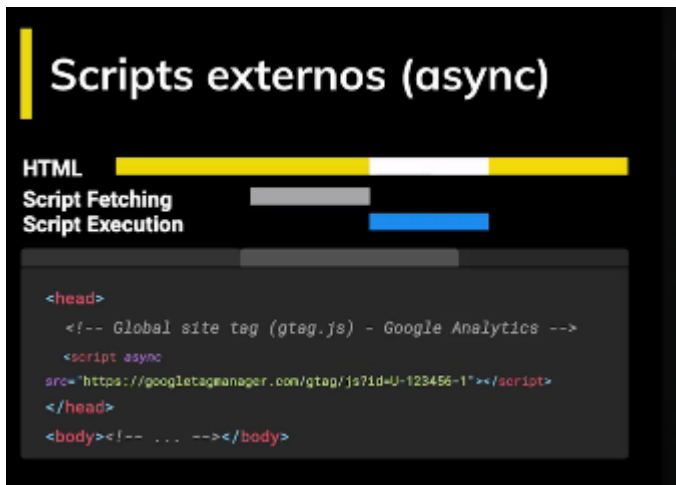 Scripts externos (async)
HTML
Script Fetching
Script Execution
<head>
<!-- Global site tag (gtag.js) - Google Analytics -->
<script async
src="https://googletagmanager.com/gtag/js?id=U-123456-1"></script>
</head>
<body><!-- ... --></body>